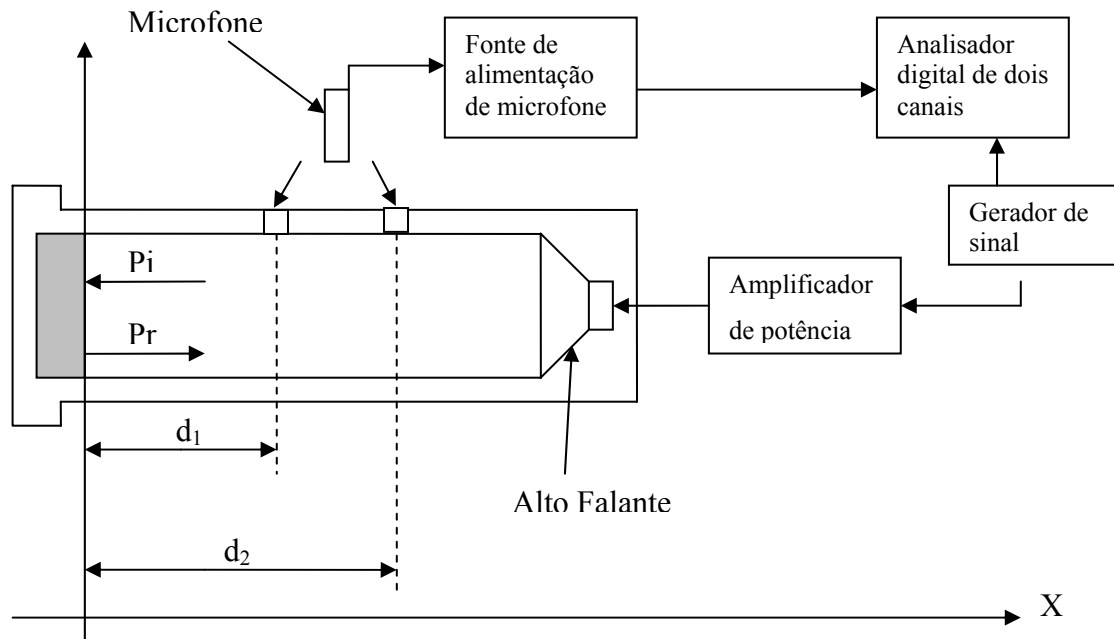 Microfone
Fonte de
alimentação
de microfone
Analisador
digital de dois
canais
Gerador de
sinal
Pi
Pr
Amplificador
de potência
d₁
Alto Falante
d₂
X